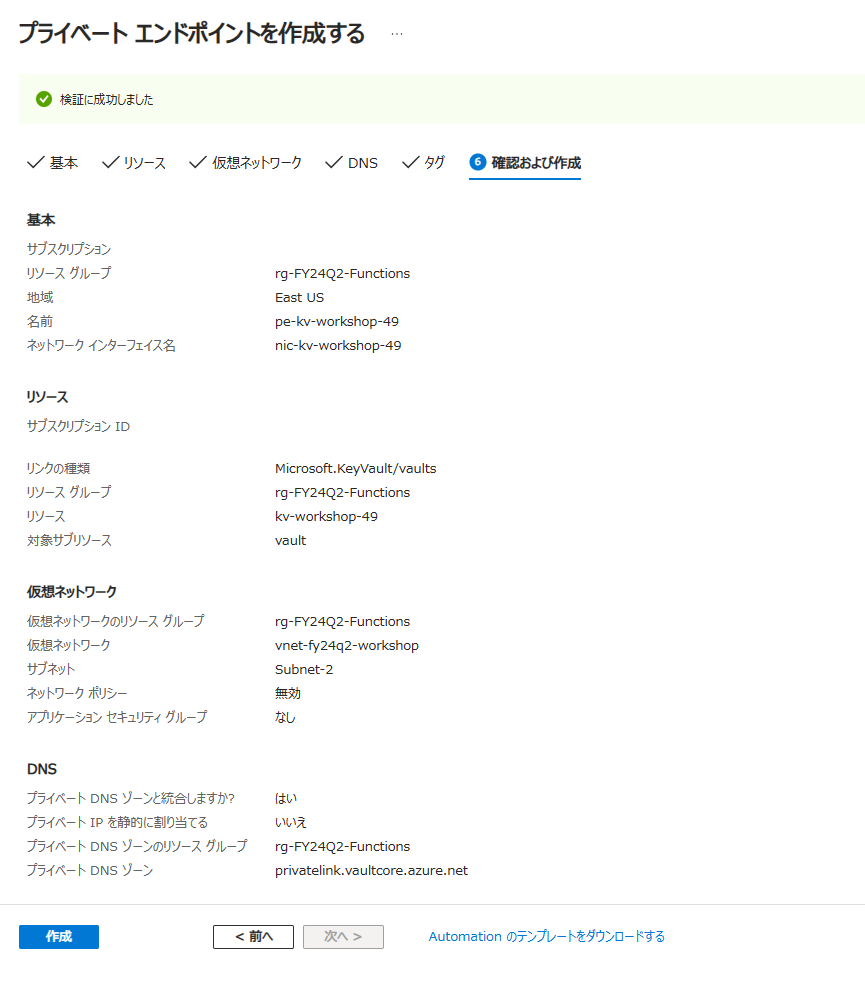 プライベート エンドポイントを作成する ...
検証に成功しました
基本 リソース 仮想ネットワーク DNS タグ 6 確認および作成
基本
サブスクリプション
リソース グループ rg-FY24Q2-Functions
地域 East US
名前 pe-kv-workshop-49
ネットワーク インターフェイス名 nic-kv-workshop-49
リソース
サブスクリプション ID
リンクの種類 Microsoft.KeyVault/vaults
リソース グループ rg-FY24Q2-Functions
リソース kv-workshop-49
対象サブリソース vault
仮想ネットワーク
仮想ネットワークのリソース グループ rg-FY24Q2-Functions
仮想ネットワーク vnet-fy24q2-workshop
サブネット Subnet-2
ネットワーク ポリシー 無効
アプリケーション セキュリティ グループ なし
DNS
プライベート DNS ゾーンと統合しますか? はい
プライベート IP を静的に割り当てる いいえ
プライベート DNS ゾーンのリソース グループ rg-FY24Q2-Functions
プライベート DNS ゾーン privatelink.vaultcore.azure.net
作成 < 前へ 次へ > Automation のテンプレートをダウンロードする